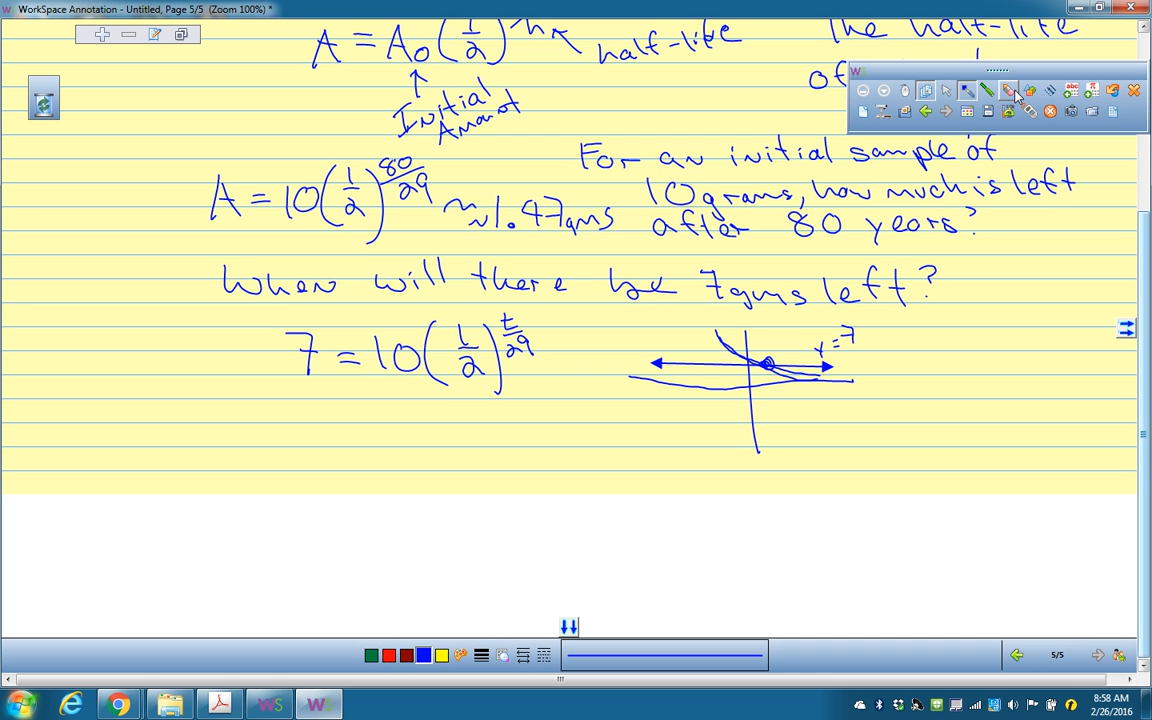 WorkSpace Annotation - Untitled, Page 5/5 (Zoom 100%) *
A = A₀(1/2) half-life
The half-life
of
Initial
Amount
For an initial sample of
10 grams, how much is left
after 80 years?
A = 10(1/2)^(80/29) ≈ 1.47gms
When will there be 7gms left?
7 = 10(1/2)^(t/29)
y=7
5/5
8:58 AM
2/26/2016